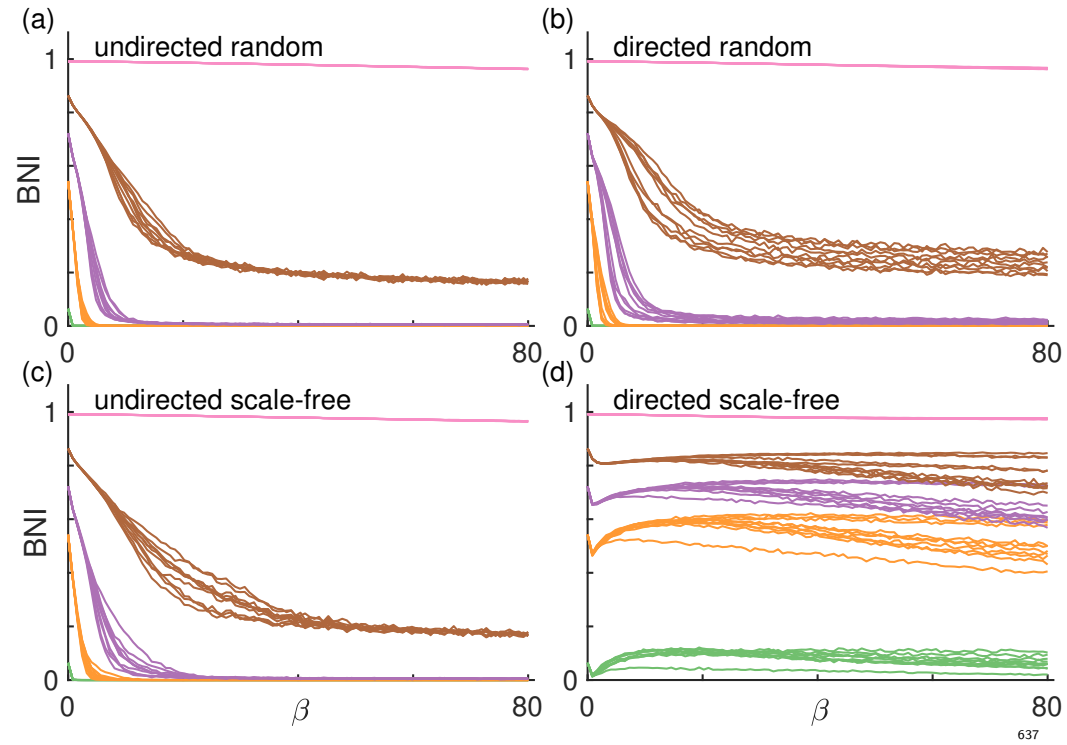 (a)
undirected random
1
BNI
0
0
80
(b)
directed random
1
0
0
80
(c)
undirected scale-free
1
BNI
0
0
β
80
(d)
directed scale-free
1
0
0
β
80
637